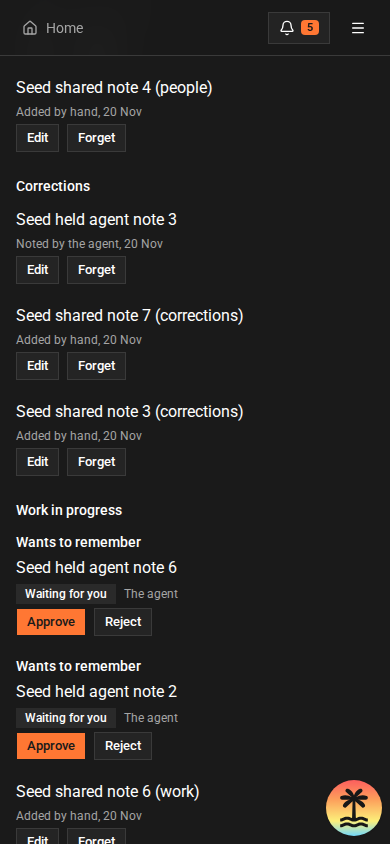 Home
5
Seed shared note 4 (people)
Added by hand, 20 Nov
Edit Forget
Corrections
Seed held agent note 3
Noted by the agent, 20 Nov
Edit Forget
Seed shared note 7 (corrections)
Added by hand, 20 Nov
Edit Forget
Seed shared note 3 (corrections)
Added by hand, 20 Nov
Edit Forget
Work in progress
Wants to remember
Seed held agent note 6
Waiting for you The agent
Approve Reject
Wants to remember
Seed held agent note 2
Waiting for you The agent
Approve Reject
Seed shared note 6 (work)
Added by hand, 20 Nov
Edit Forget